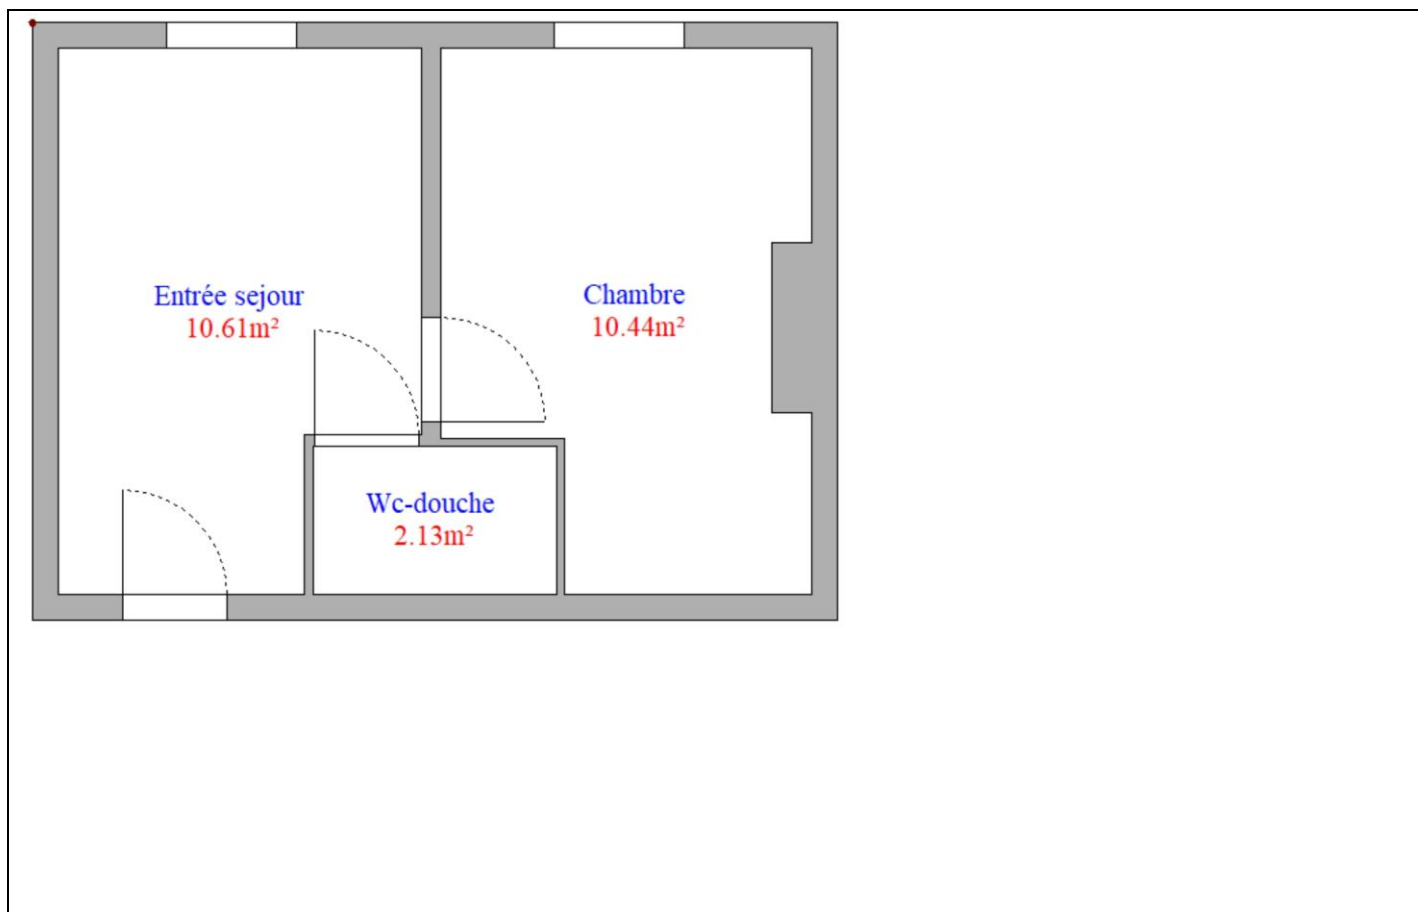 Entrée sejour
10.61m²
Chambre
10.44m²
Wc-douche
2.13m²